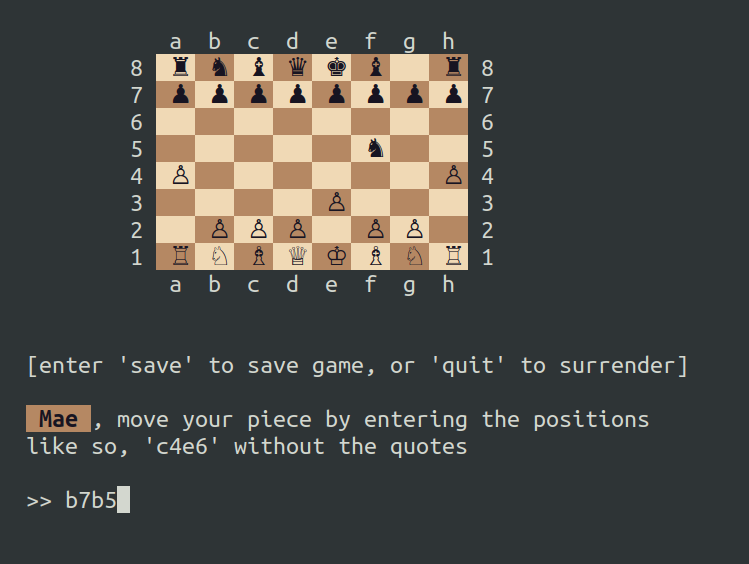 a b c d e f g h
8 ♜ ♞ ♝ ♛ ♚ ♝ ♜ 8
7 ♟ ♟ ♟ ♟ ♟ ♟ ♟ ♟ 7
6 6
5 ♞ 5
4 ♙ ♙ 4
3 ♙ 3
2 ♙ ♙ ♙ ♙ ♙ 2
1 ♖ ♘ ♗ ♕ ♔ ♗ ♘ ♖ 1
a b c d e f g h
[enter 'save' to save game, or 'quit' to surrender]
Mae , move your piece by entering the positions
like so, 'c4e6' without the quotes
>> b7b5